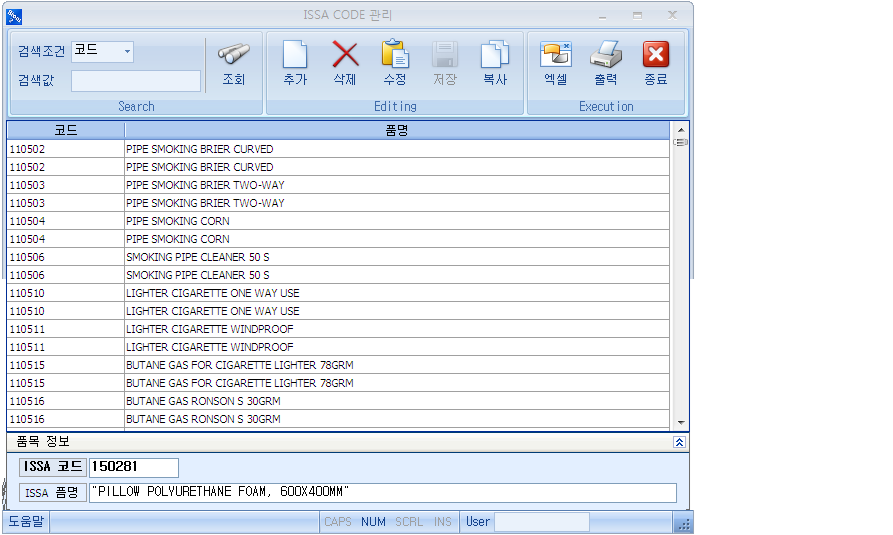 ISSA CODE 관리
검색조건 코드
검색값
조회
Search
추가 삭제 수정 저장 복사
Editing
엑셀 출력 종료
Execution
코드 품명
110502 PIPE SMOKING BRIER CURVED
110502 PIPE SMOKING BRIER CURVED
110503 PIPE SMOKING BRIER TWO-WAY
110503 PIPE SMOKING BRIER TWO-WAY
110504 PIPE SMOKING CORN
110504 PIPE SMOKING CORN
110506 SMOKING PIPE CLEANER 50 S
110506 SMOKING PIPE CLEANER 50 S
110510 LIGHTER CIGARETTE ONE WAY USE
110510 LIGHTER CIGARETTE ONE WAY USE
110511 LIGHTER CIGARETTE WINDPROOF
110511 LIGHTER CIGARETTE WINDPROOF
110515 BUTANE GAS FOR CIGARETTE LIGHTER 78GRM
110515 BUTANE GAS FOR CIGARETTE LIGHTER 78GRM
110516 BUTANE GAS RONSON S 30GRM
110516 BUTANE GAS RONSON S 30GRM
품목 정보
ISSA 코드 150281
ISSA 품명 "PILLOW POLYURETHANE FOAM, 600X400MM"
도움말 CAPS NUM SCRL INS User